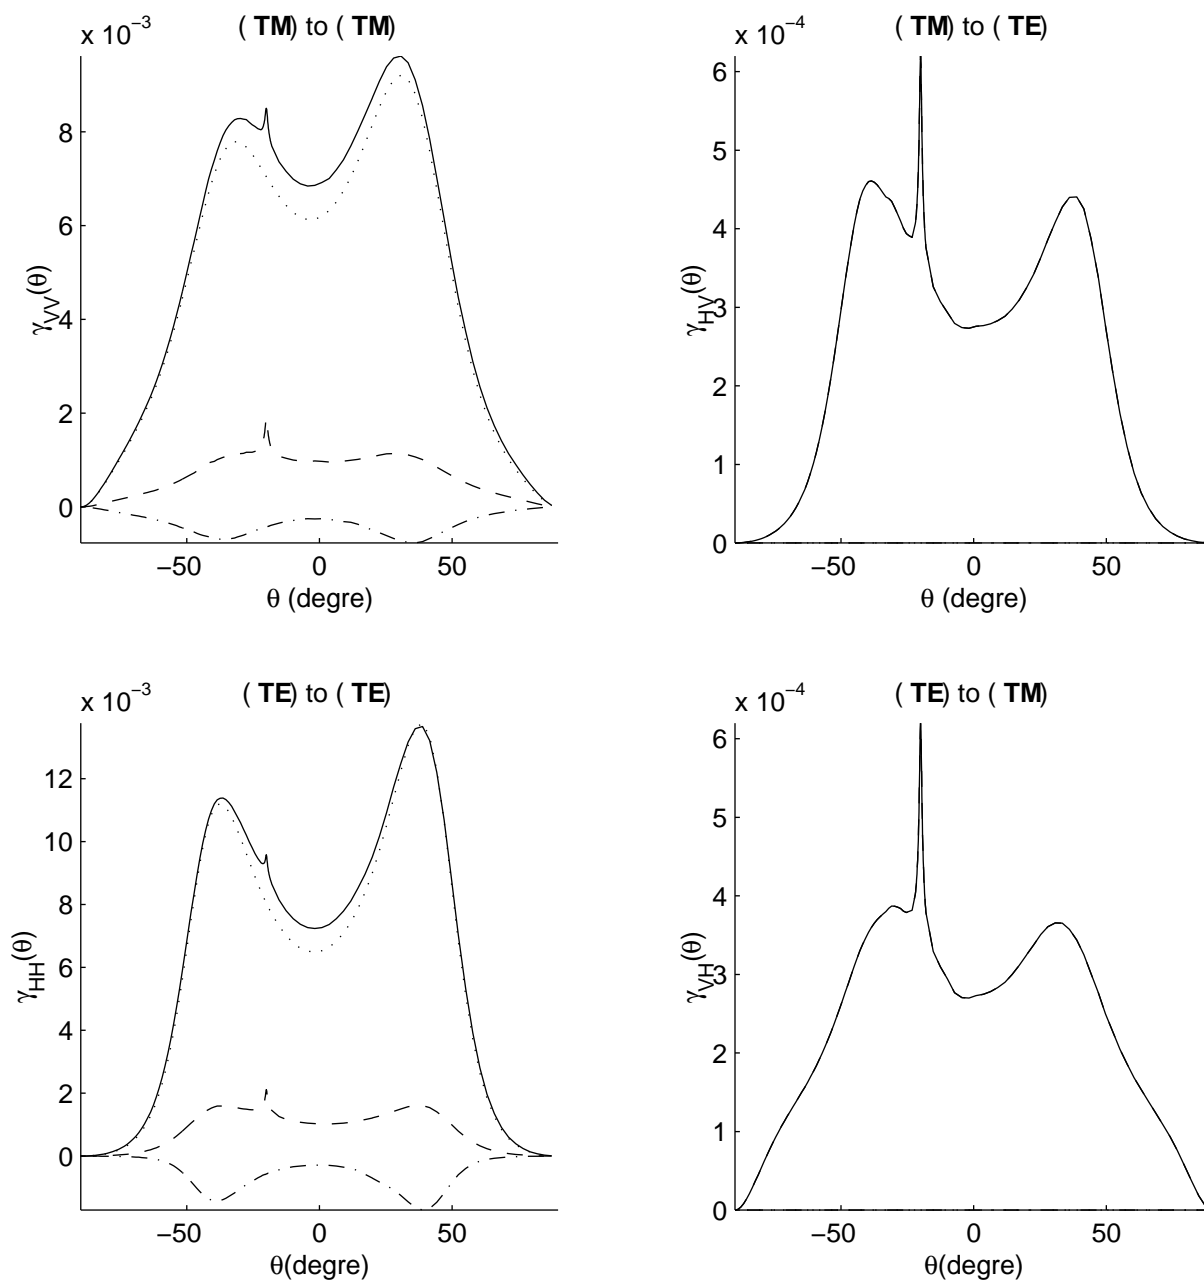 x 10⁻³
( TM) to ( TM)
8
6
4
2
0
γVV(θ)
−50
0
50
θ (degre)
x 10⁻⁴
( TM) to ( TE)
6
5
4
3
2
1
0
γHV(θ)
−50
0
50
θ (degre)
x 10⁻³
( TE) to ( TE)
12
10
8
6
4
2
0
γHH(θ)
−50
0
50
θ(degre)
x 10⁻⁴
( TE) to ( TM)
6
5
4
3
2
1
0
γVH(θ)
−50
0
50
θ(degre)